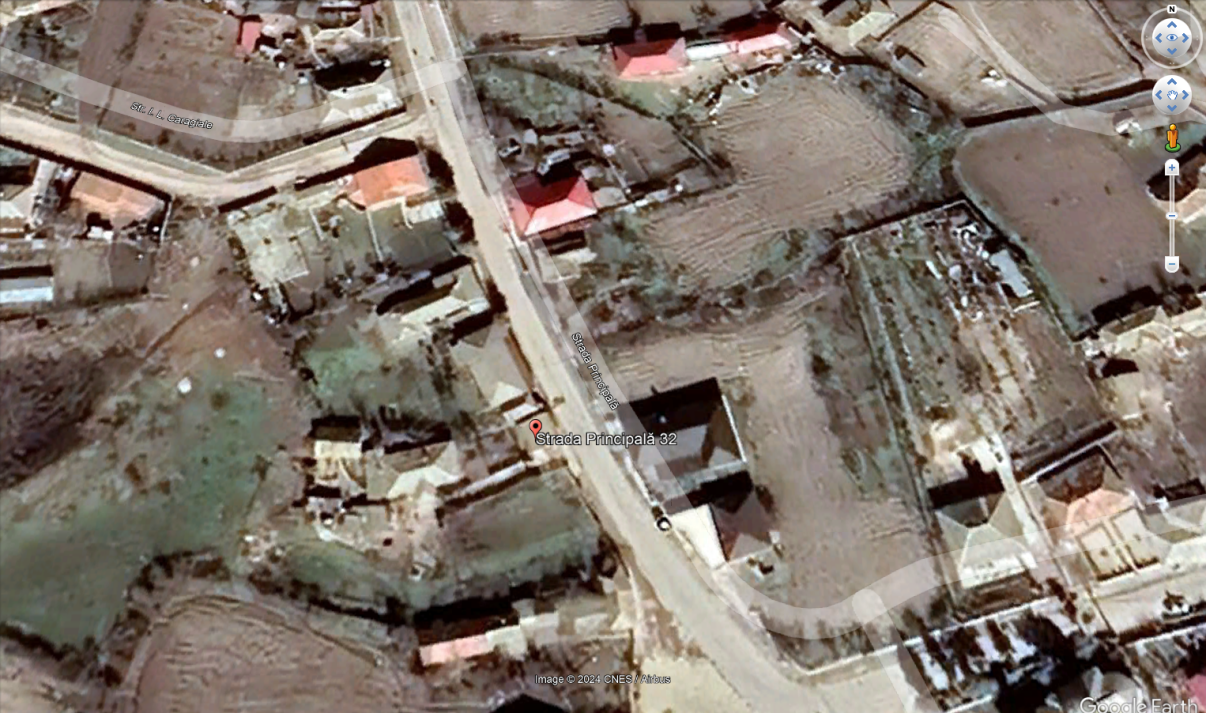 N
Str. I. L. Caragiale
Strada Principală
Strada Principală 32
Image © 2024 CNES / Airbus
Google Earth